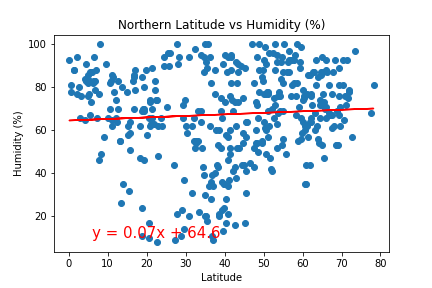 Northern Latitude vs Humidity (%)
100
80
60
40
20
Humidity (%)
y = 0.07x + 64.6
0 10 20 30 40 50 60 70 80
Latitude